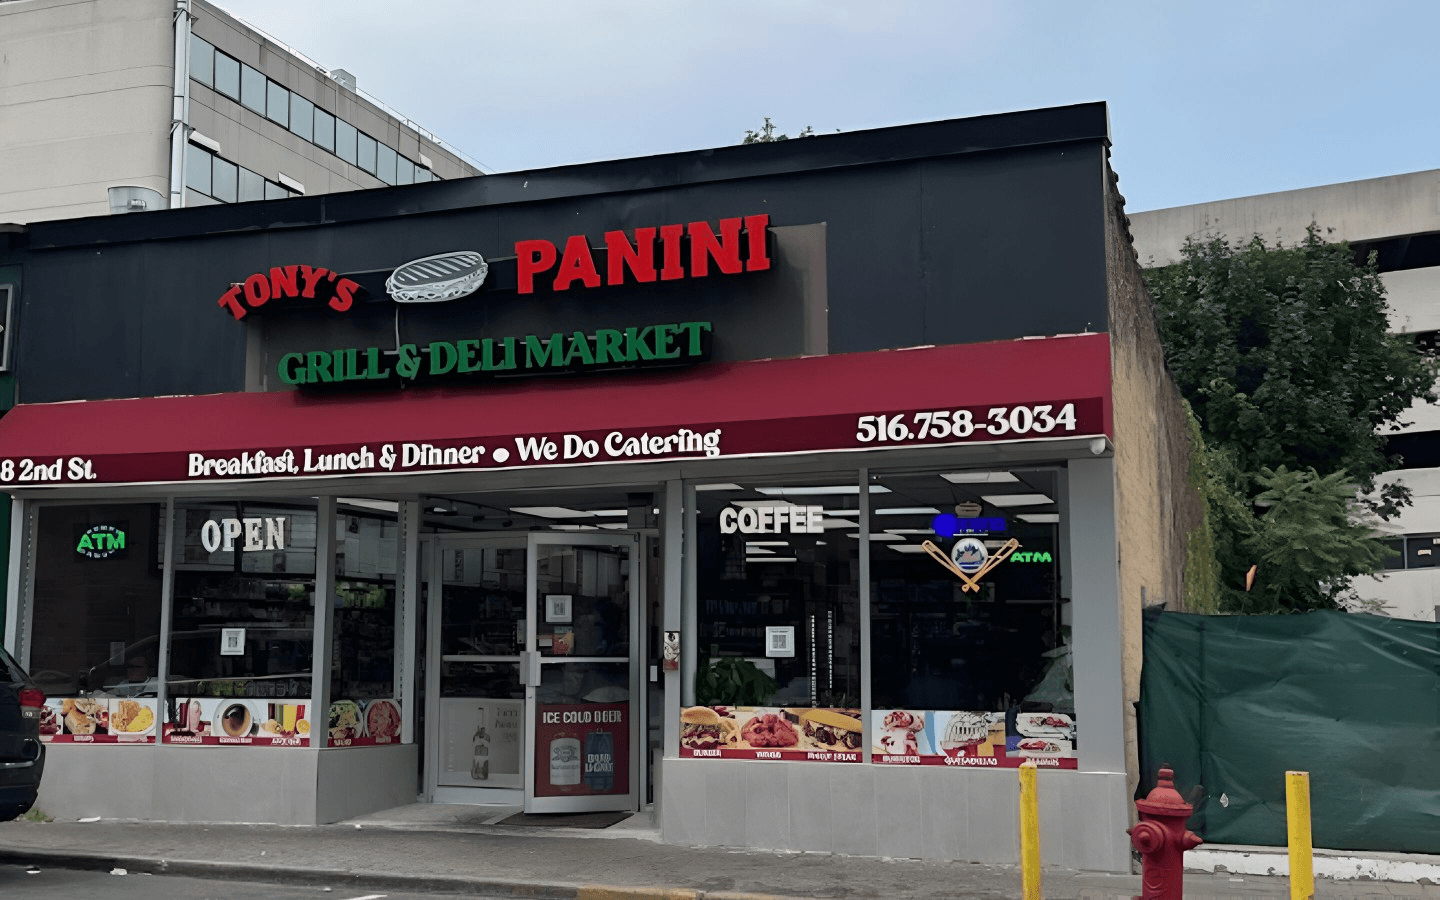 TONY'S PANINI
GRILL & DELI MARKET
8 2nd St.
Breakfast, Lunch & Dinner • We Do Catering
516.758-3034
ATM
OPEN
COFFEE
ATM
ICE COLD BEER